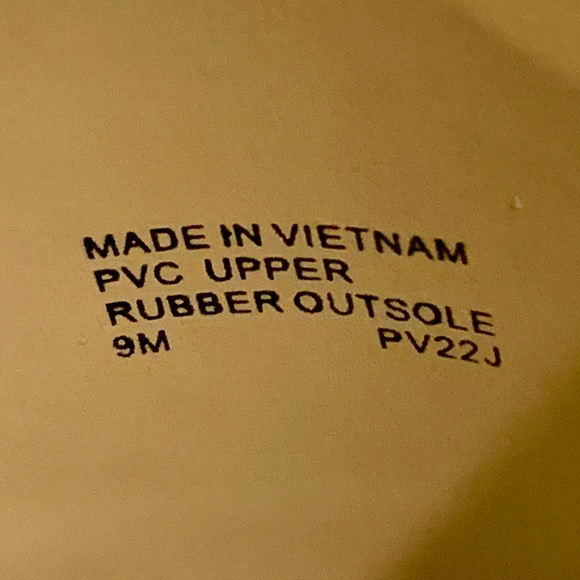 MADE IN VIETNAM
PVC UPPER
RUBBER OUTSOLE
9M PV22J